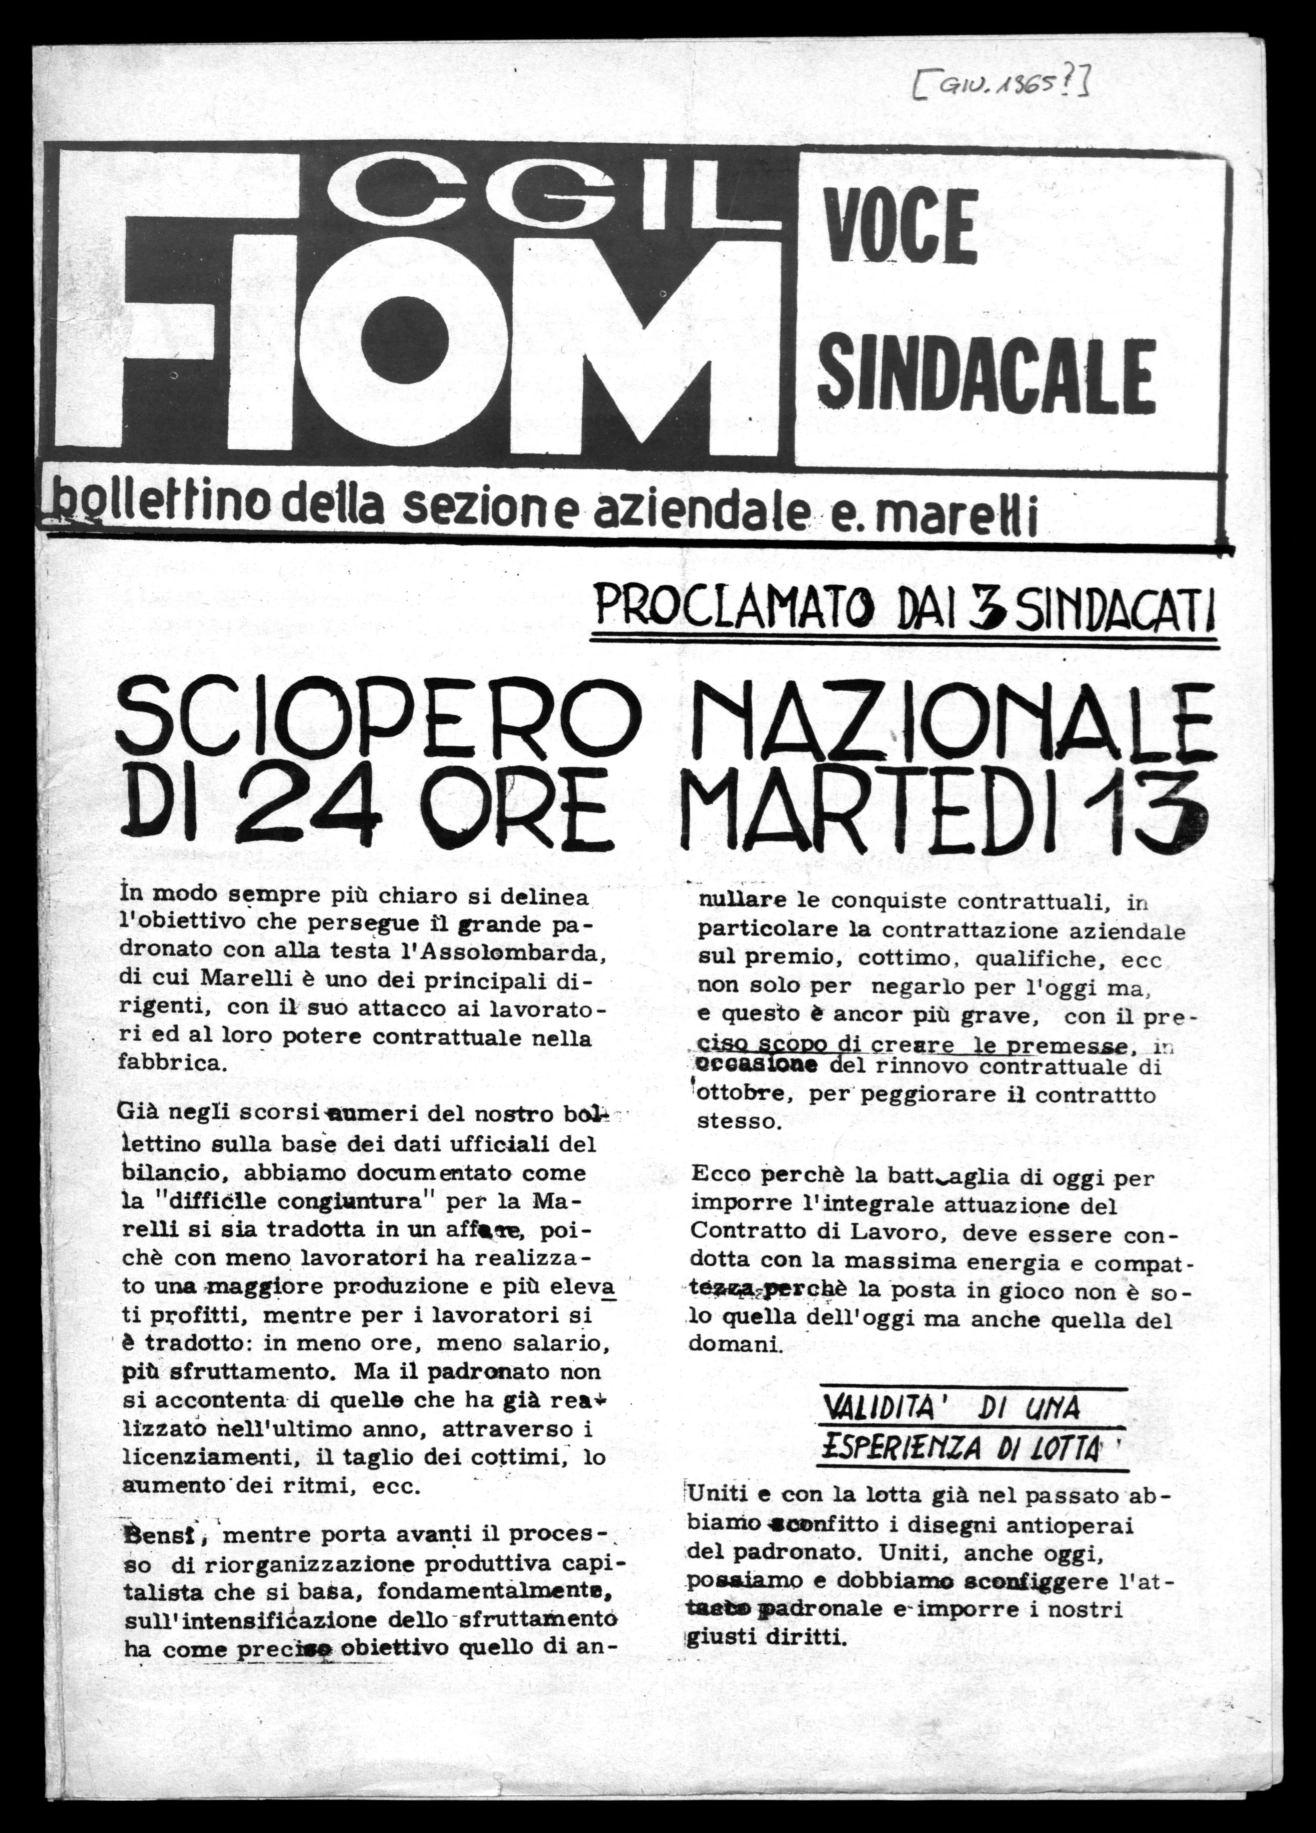 [GIU. 1965?]
CGIL
FIOM
VOCE
SINDACALE
bollettino della sezione aziendale e. marelli
PROCLAMATO DAI 3 SINDACATI
SCIOPERO NAZIONALE
DI 24 ORE MARTEDI 13
In modo sempre più chiaro si delinea
l'obiettivo che persegue il grande pa-
dronato con alla testa l'Assolombarda,
di cui Marelli è uno dei principali di-
rigenti, con il suo attacco ai lavorato-
ri ed al loro potere contrattuale nella
fabbrica.
Già negli scorsi numeri del nostro bol-
lettino sulla base dei dati ufficiali del
bilancio, abbiamo documentato come
la "difficile congiuntura" per la Ma-
relli si sia tradotta in un affare, poi-
chè con meno lavoratori ha realizza-
to una maggiore produzione e più eleva
ti profitti, mentre per i lavoratori si
è tradotto: in meno ore, meno salario,
più sfruttamento. Ma il padronato non
si accontenta di quelle che ha già rea-
lizzato nell'ultimo anno, attraverso i
licenziamenti, il taglio dei cottimi, lo
aumento dei ritmi, ecc.
Bensì, mentre porta avanti il proces-
so di riorganizzazione produttiva capi-
talista che si basa, fondamentalmente,
sull'intensificazione dello sfruttamento
ha come preciso obiettivo quello di an-
nullare le conquiste contrattuali, in
particolare la contrattazione aziendale
sul premio, cottimo, qualifiche, ecc
non solo per negarlo per l'oggi ma,
e questo è ancor più grave, con il pre-
ciso scopo di creare le premesse, in
occasione del rinnovo contrattuale di
ottobre, per peggiorare il contrattto
stesso.
Ecco perchè la battaglia di oggi per
imporre l'integrale attuazione del
Contratto di Lavoro, deve essere con-
dotta con la massima energia e compat-
tezza perchè la posta in gioco non è so-
lo quella dell'oggi ma anche quella del
domani.
VALIDITA' DI UNA
ESPERIENZA DI LOTTA
Uniti e con la lotta già nel passato ab-
biamo sconfitto i disegni antioperai
del padronato. Uniti, anche oggi,
possiamo e dobbiamo sconfiggere l'at-
tacco padronale e imporre i nostri
giusti diritti.